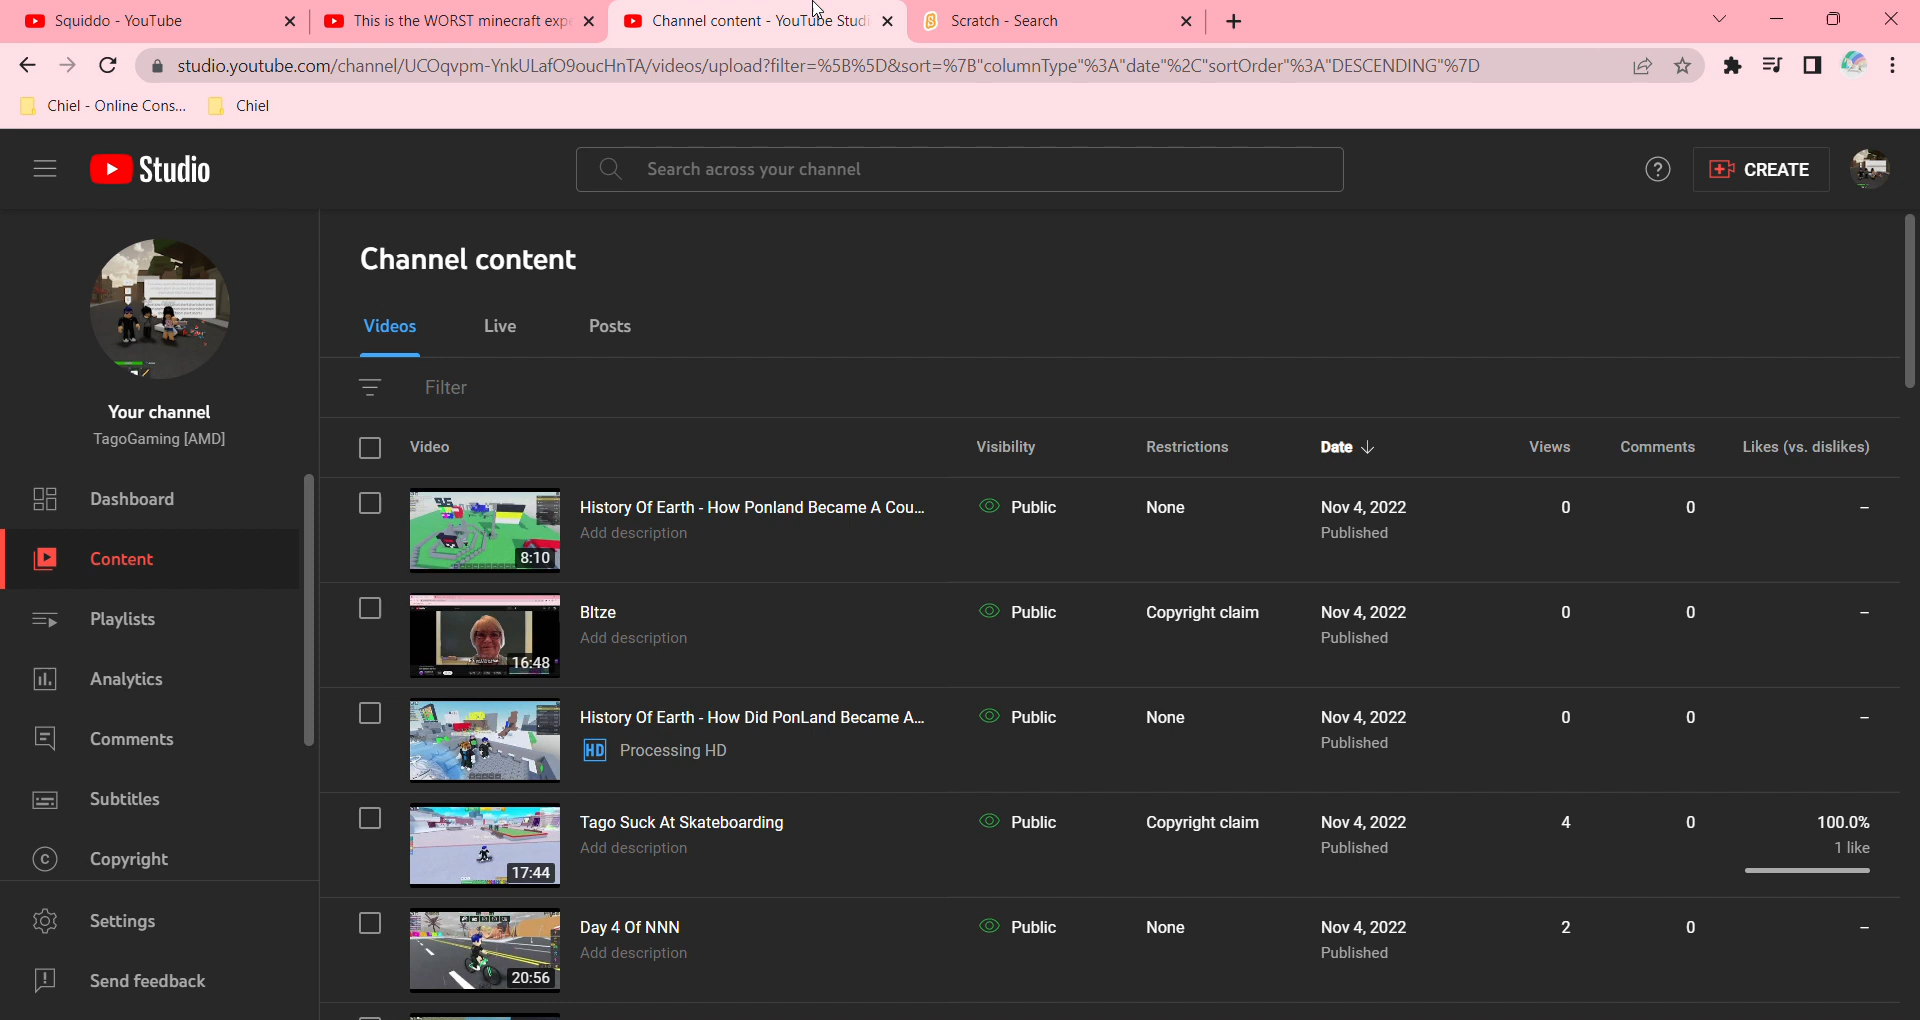 Squiddo - YouTube
This is the WORST minecraft exp
Channel content - YouTube Studi
Scratch - Search
studio.youtube.com/channel/UCOqvpm-YnkULafO9oucHnTA/videos/upload?filter=%5B%5D&sort=%7B"columnType"%3A"date"%2C"sortOrder"%3A"DESCENDING"%7D
Chiel - Online Cons...
Chiel
Studio
Search across your channel
CREATE
Channel content
Videos
Live
Posts
Your channel
TagoGaming [AMD]
Filter
Video
Visibility
Restrictions
Date
Views
Comments
Likes (vs. dislikes)
Dashboard
Content
Playlists
Analytics
Comments
Subtitles
Copyright
Settings
Send feedback
8:10
History Of Earth - How Ponland Became A Cou...
Add description
Public
None
Nov 4, 2022
Published
0
0
–
16:48
Bltze
Add description
Public
Copyright claim
Nov 4, 2022
Published
0
0
–
History Of Earth - How Did PonLand Became A...
HD Processing HD
Public
None
Nov 4, 2022
Published
0
0
–
17:44
Tago Suck At Skateboarding
Add description
Public
Copyright claim
Nov 4, 2022
Published
4
0
100.0%
1 like
20:56
Day 4 Of NNN
Add description
Public
None
Nov 4, 2022
Published
2
0
–